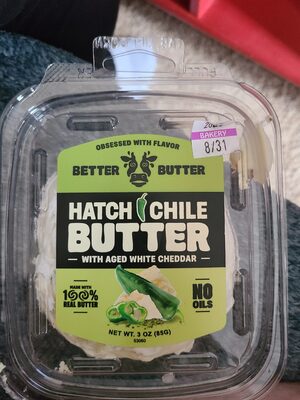 BAKERY
8/31
OBSESSED WITH FLAVOR
BETTER BUTTER
HATCH CHILE
BUTTER
WITH AGED WHITE CHEDDAR
MADE WITH
100%
REAL BUTTER
NO
OILS
NET WT. 3 OZ (85G)
53060